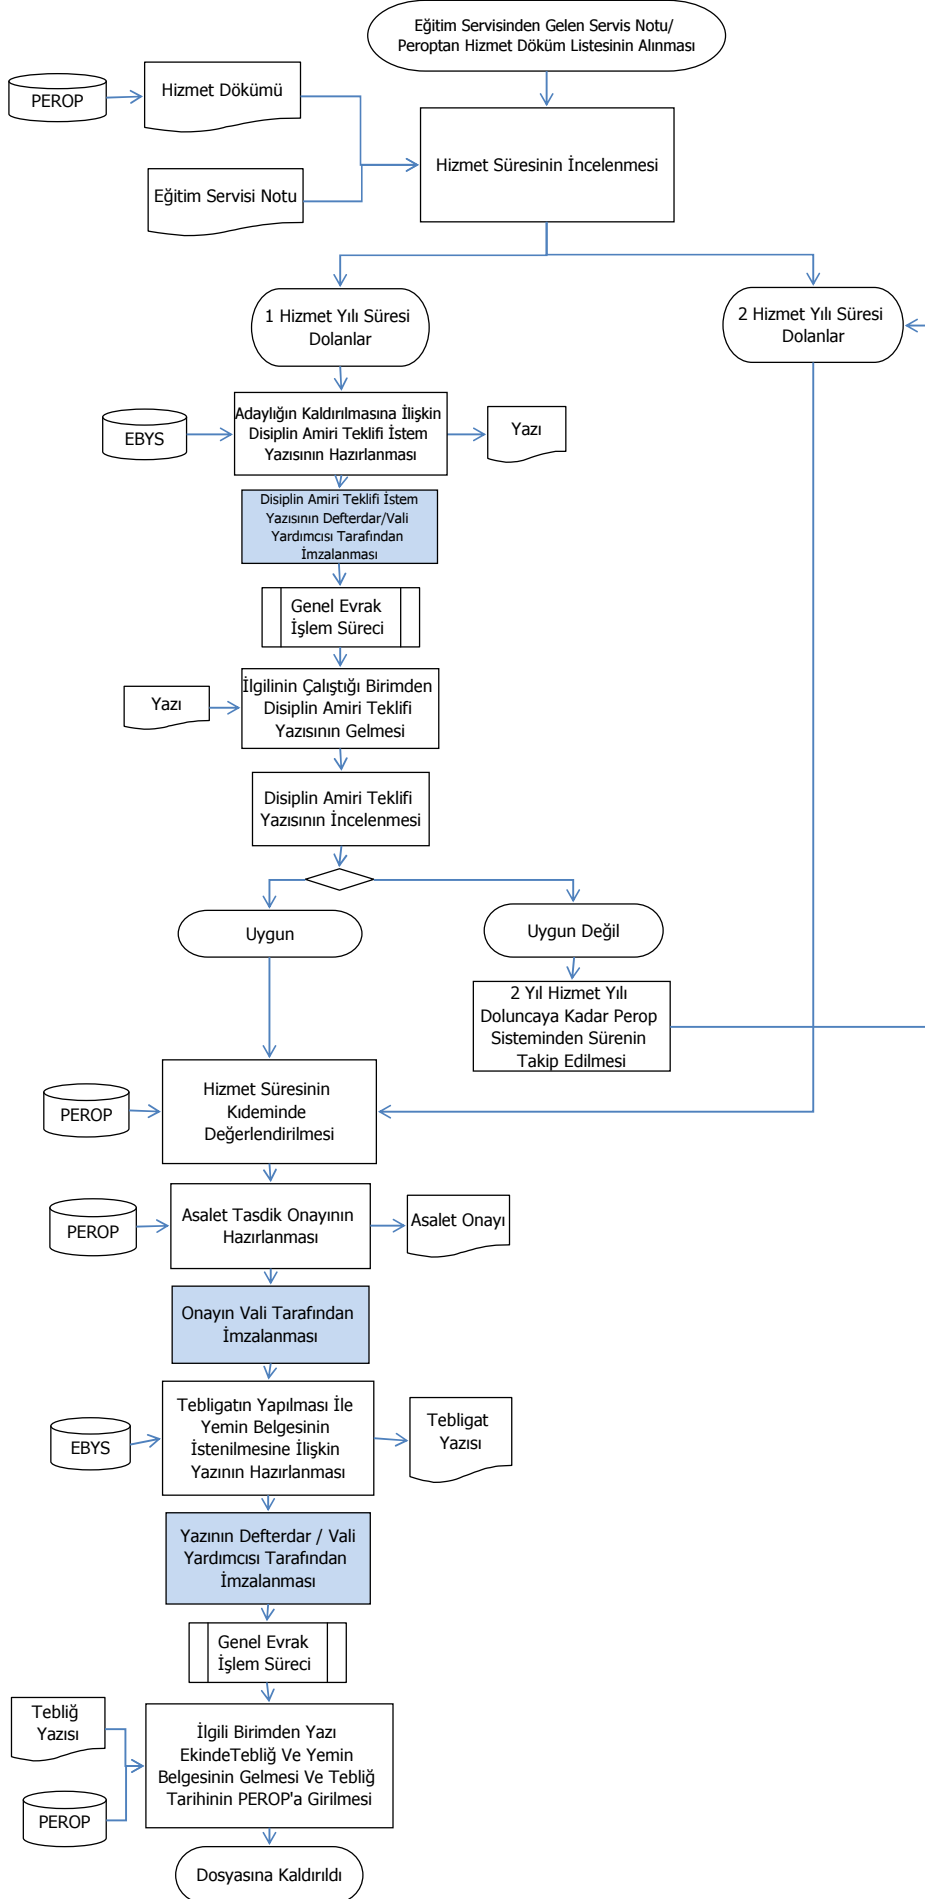 Eğitim Servisinden Gelen Servis Notu/
Peroptan Hizmet Döküm Listesinin Alınması
PEROP
Hizmet Dökümü
Hizmet Süresinin İncelenmesi
Eğitim Servisi Notu
1 Hizmet Yılı Süresi
Dolanlar
2 Hizmet Yılı Süresi
Dolanlar
EBYS
Adaylığın Kaldırılmasına İlişkin
Disiplin Amiri Teklifi İstem
Yazısının Hazırlanması
Yazı
Disiplin Amiri Teklifi İstem
Yazısının Defterdar/Vali
Yardımcısı Tarafından
İmzalanması
Genel Evrak
İşlem Süreci
Yazı
İlgilinin Çalıştığı Birimden
Disiplin Amiri Teklifi
Yazısının Gelmesi
Disiplin Amiri Teklifi
Yazısının İncelenmesi
Uygun
Uygun Değil
2 Yıl Hizmet Yılı
Doluncaya Kadar Perop
Sisteminden Sürenin
Takip Edilmesi
PEROP
Hizmet Süresinin
Kıdeminde
Değerlendirilmesi
PEROP
Asalet Tasdik Onayının
Hazırlanması
Asalet Onayı
Onayın Vali Tarafından
İmzalanması
EBYS
Tebligatın Yapılması İle
Yemin Belgesinin
İstenilmesine İlişkin
Yazının Hazırlanması
Tebligat
Yazısı
Yazının Defterdar / Vali
Yardımcısı Tarafından
İmzalanması
Genel Evrak
İşlem Süreci
Tebliğ
Yazısı
PEROP
İlgili Birimden Yazı
EkindeTebliğ Ve Yemin
Belgesinin Gelmesi Ve Tebliğ
Tarihinin PEROP'a Girilmesi
Dosyasına Kaldırıldı